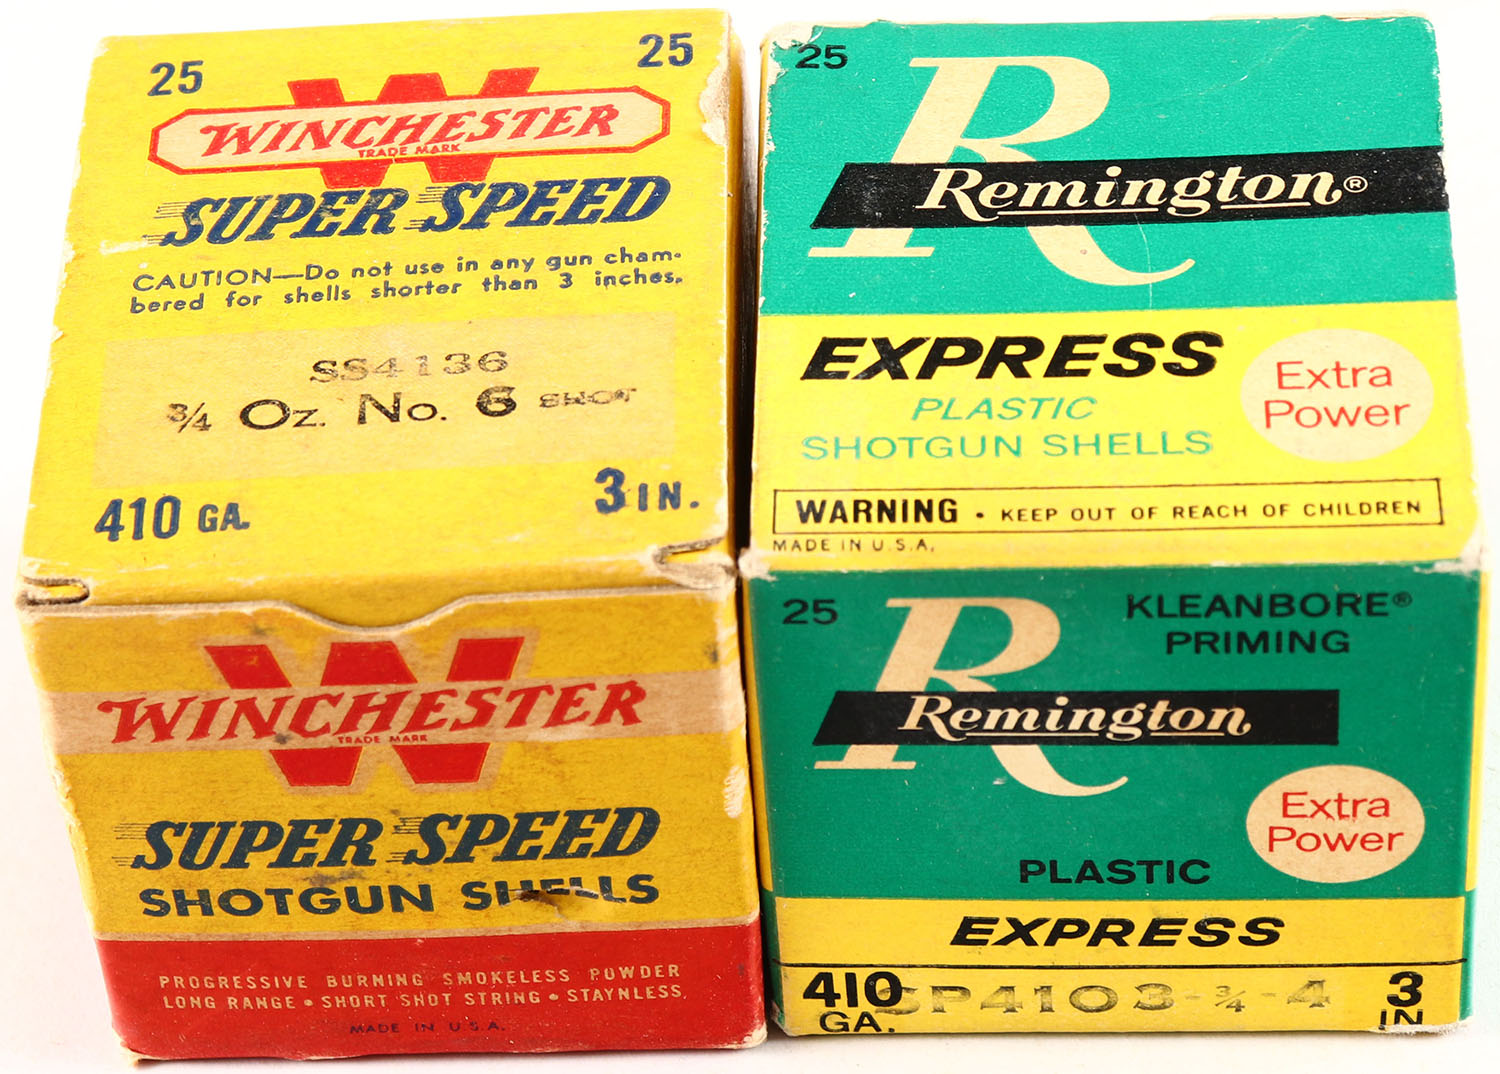 25
25
WINCHESTER
TRADE MARK
SUPER SPEED
CAUTION—Do not use in any gun cham-
bered for shells shorter than 3 inches.
SS4136
3/4 Oz. No. 6 SHOT
410 GA.
3 IN.
WINCHESTER
TRADE MARK
SUPER SPEED
SHOTGUN SHELLS
PROGRESSIVE BURNING SMOKELESS POWDER
LONG RANGE • SHORT SHOT STRING • STAYNLESS.
MADE IN U.S.A.
25
R
Remington®
EXPRESS
PLASTIC
SHOTGUN SHELLS
Extra
Power
WARNING • KEEP OUT OF REACH OF CHILDREN
MADE IN U.S.A.
25
KLEANBORE®
PRIMING
R
Remington
Extra
Power
PLASTIC
EXPRESS
410
GA.
SP4103-3/4-4
3
IN